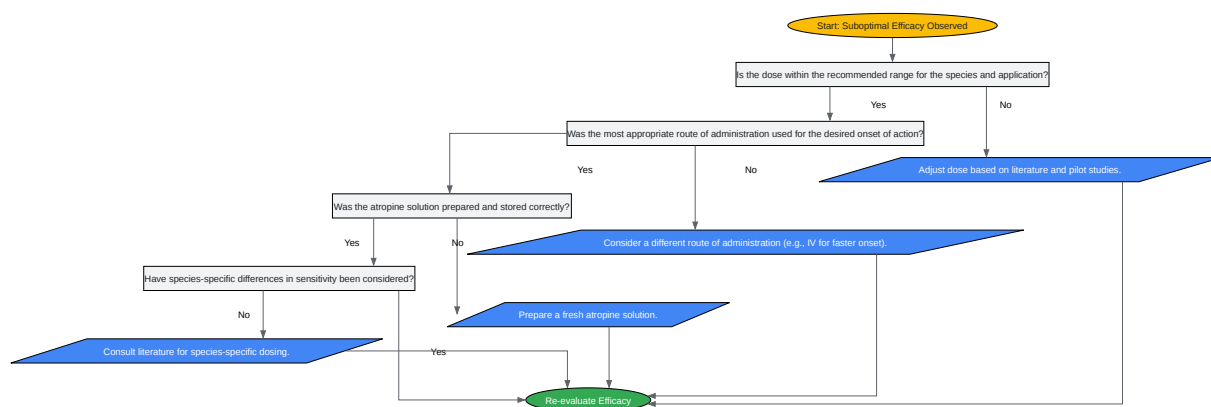 Start: Suboptimal Efficacy Observed
Is the dose within the recommended range for the species and application?
Yes
No
Was the most appropriate route of administration used for the desired onset of action?
Yes
No
Adjust dose based on literature and pilot studies.
Was the atropine solution prepared and stored correctly?
Yes
No
Consider a different route of administration (e.g., IV for faster onset).
Have species-specific differences in sensitivity been considered?
No
Prepare a fresh atropine solution.
Consult literature for species-specific dosing.
Yes
Re-evaluate Efficacy